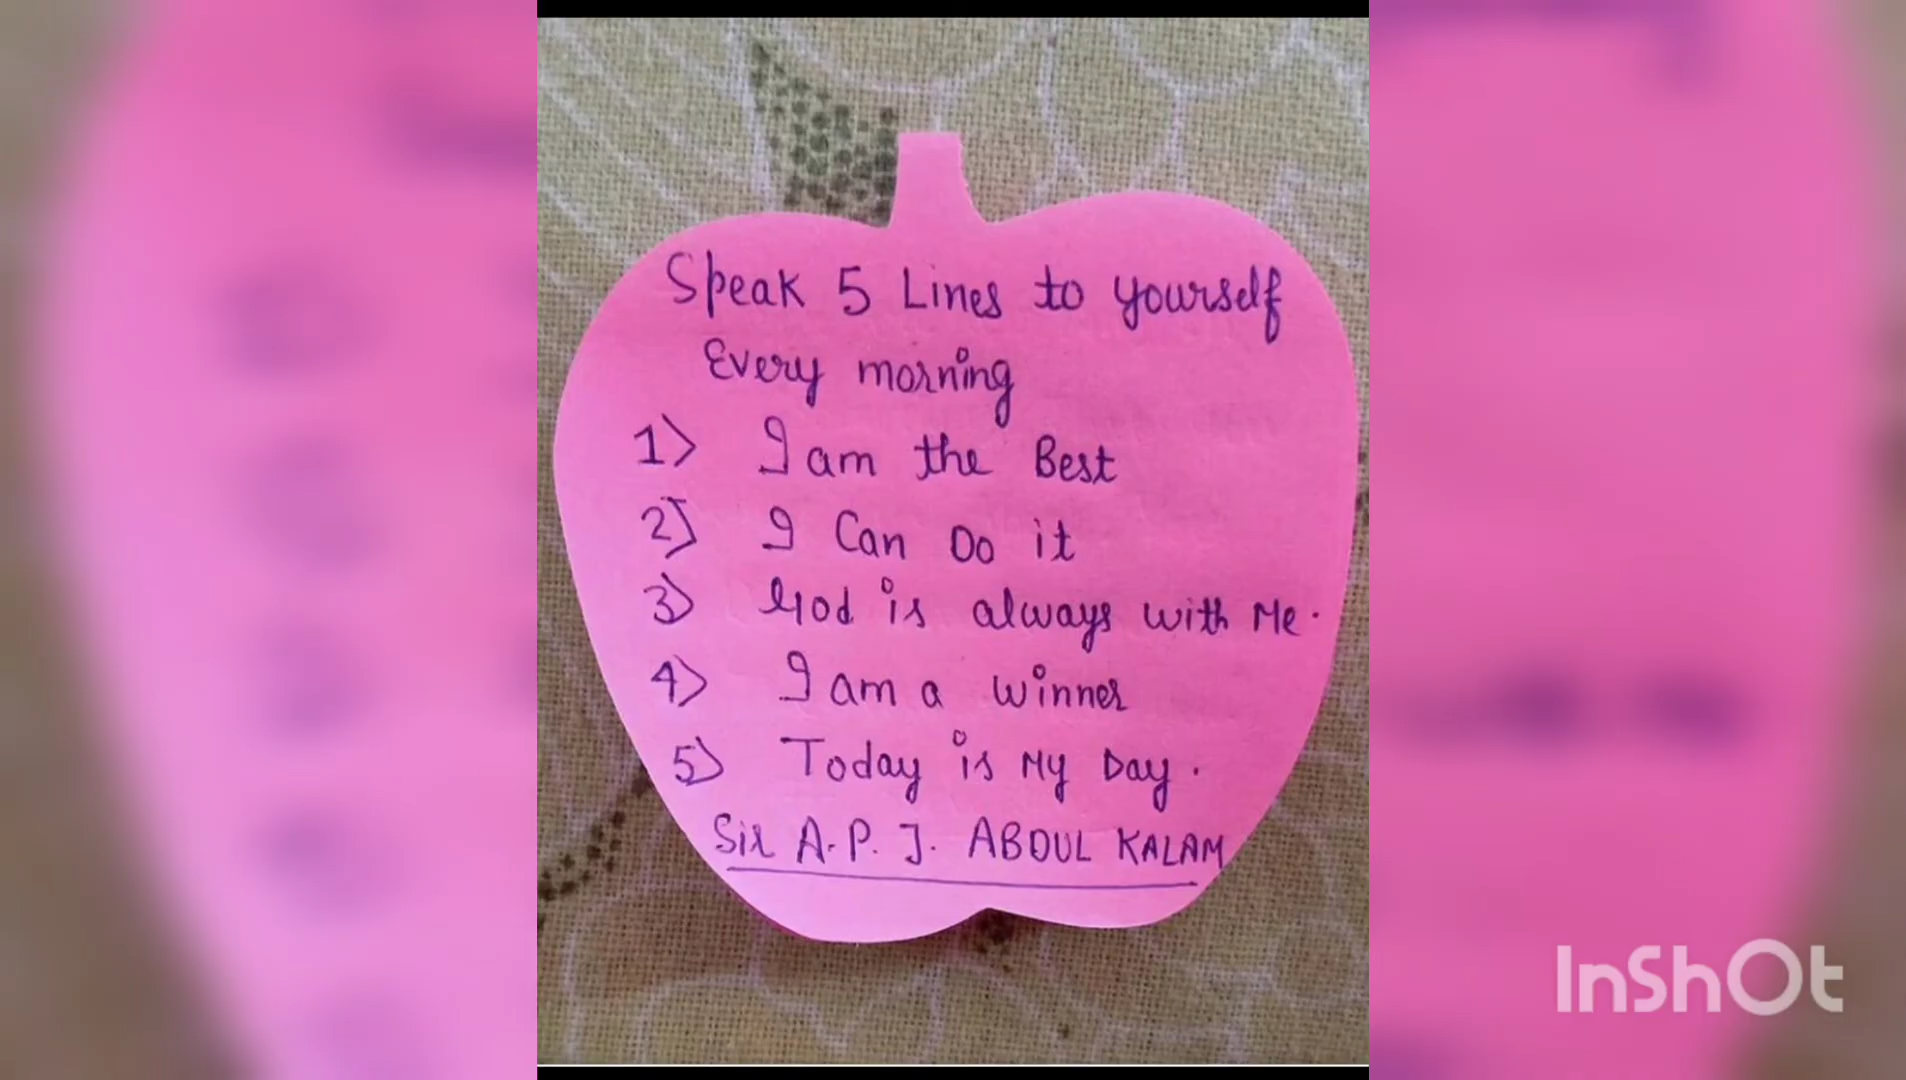 Speak 5 Lines to yourself
Every morning
1) I am the Best
2) I Can Do it
3) God is always with Me.
4) I am a winner
5) Today is My Day.
Sir A.P.J. ABDUL KALAM
InShOt